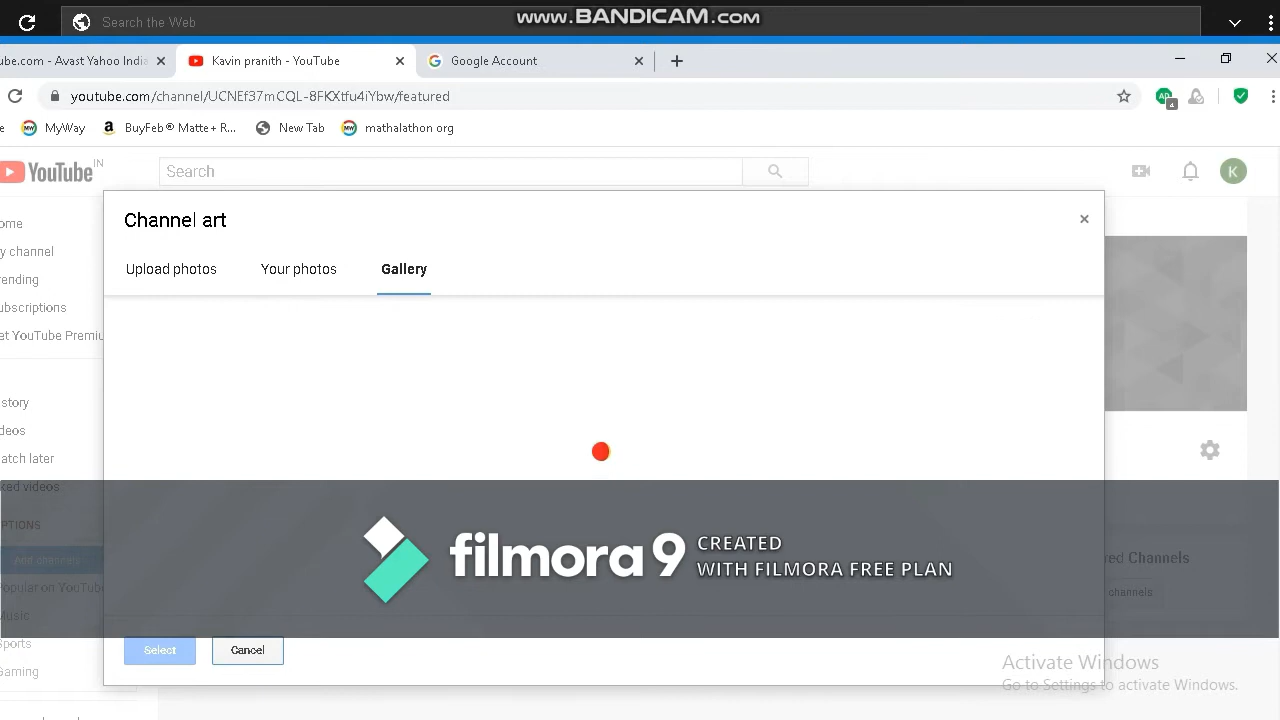 Search the Web
www.BANDICAM.com
ube.com - Avast Yahoo India
Kavin pranith - YouTube
Google Account
youtube.com/channel/UCNEf37mCQL-8FKXtfu4iYbw/featured
e
MyWay
BuyFeb® Matte+ R...
New Tab
mathalathon org
YouTube IN
Search
K
ome
y channel
rending
ubscriptions
et YouTube Premiu
Channel art
Upload photos
Your photos
Gallery
story
deos
atch later
ked videos
PTIONS
Add channels
Popular on YouTube
Music
Sports
Gaming
filmora 9
CREATED
WITH FILMORA FREE PLAN
ved Channels
channels
Select
Cancel
Activate Windows
Go to Settings to activate Windows.